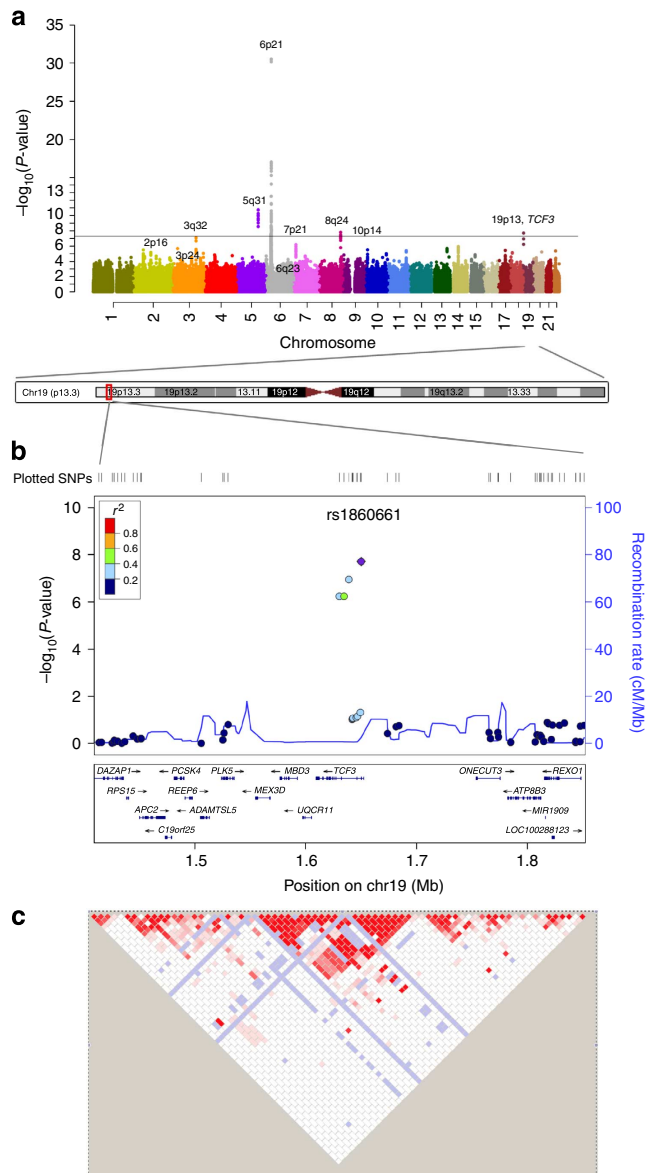 a
35
30
25
20
13
10
8
6
4
2
0
–log10(P-value)
6p21
5q31
3q32
2p16
3p24
7p21
6q23
8q24
10p14
19p13, TCF3
1 2 3 4 5 6 7 8 9 10 11 12 13 14 15 17 19 21
Chromosome
Chr19 (p13.3) 19p13.3 19p13.2 13.11 19p12 19q12 19q13.2 13.33
b
Plotted SNPs
rs1860661
r2
0.8
0.6
0.4
0.2
10
8
6
4
2
0
–log10(P-value)
100
80
60
40
20
0
Recombination rate (cM/Mb)
DAZAP1→ ←PCSK4 PLK5→ ←MBD3 ←TCF3 ONECUT3→ ←REXO1
RPS15→ REEP6→ ←MEX3D ←ATP8B3
APC2→ ←ADAMTSL5 ←UQCR11 ←MIR1909
←C19orf25 LOC100288123→
1.5 1.6 1.7 1.8
Position on chr19 (Mb)
c